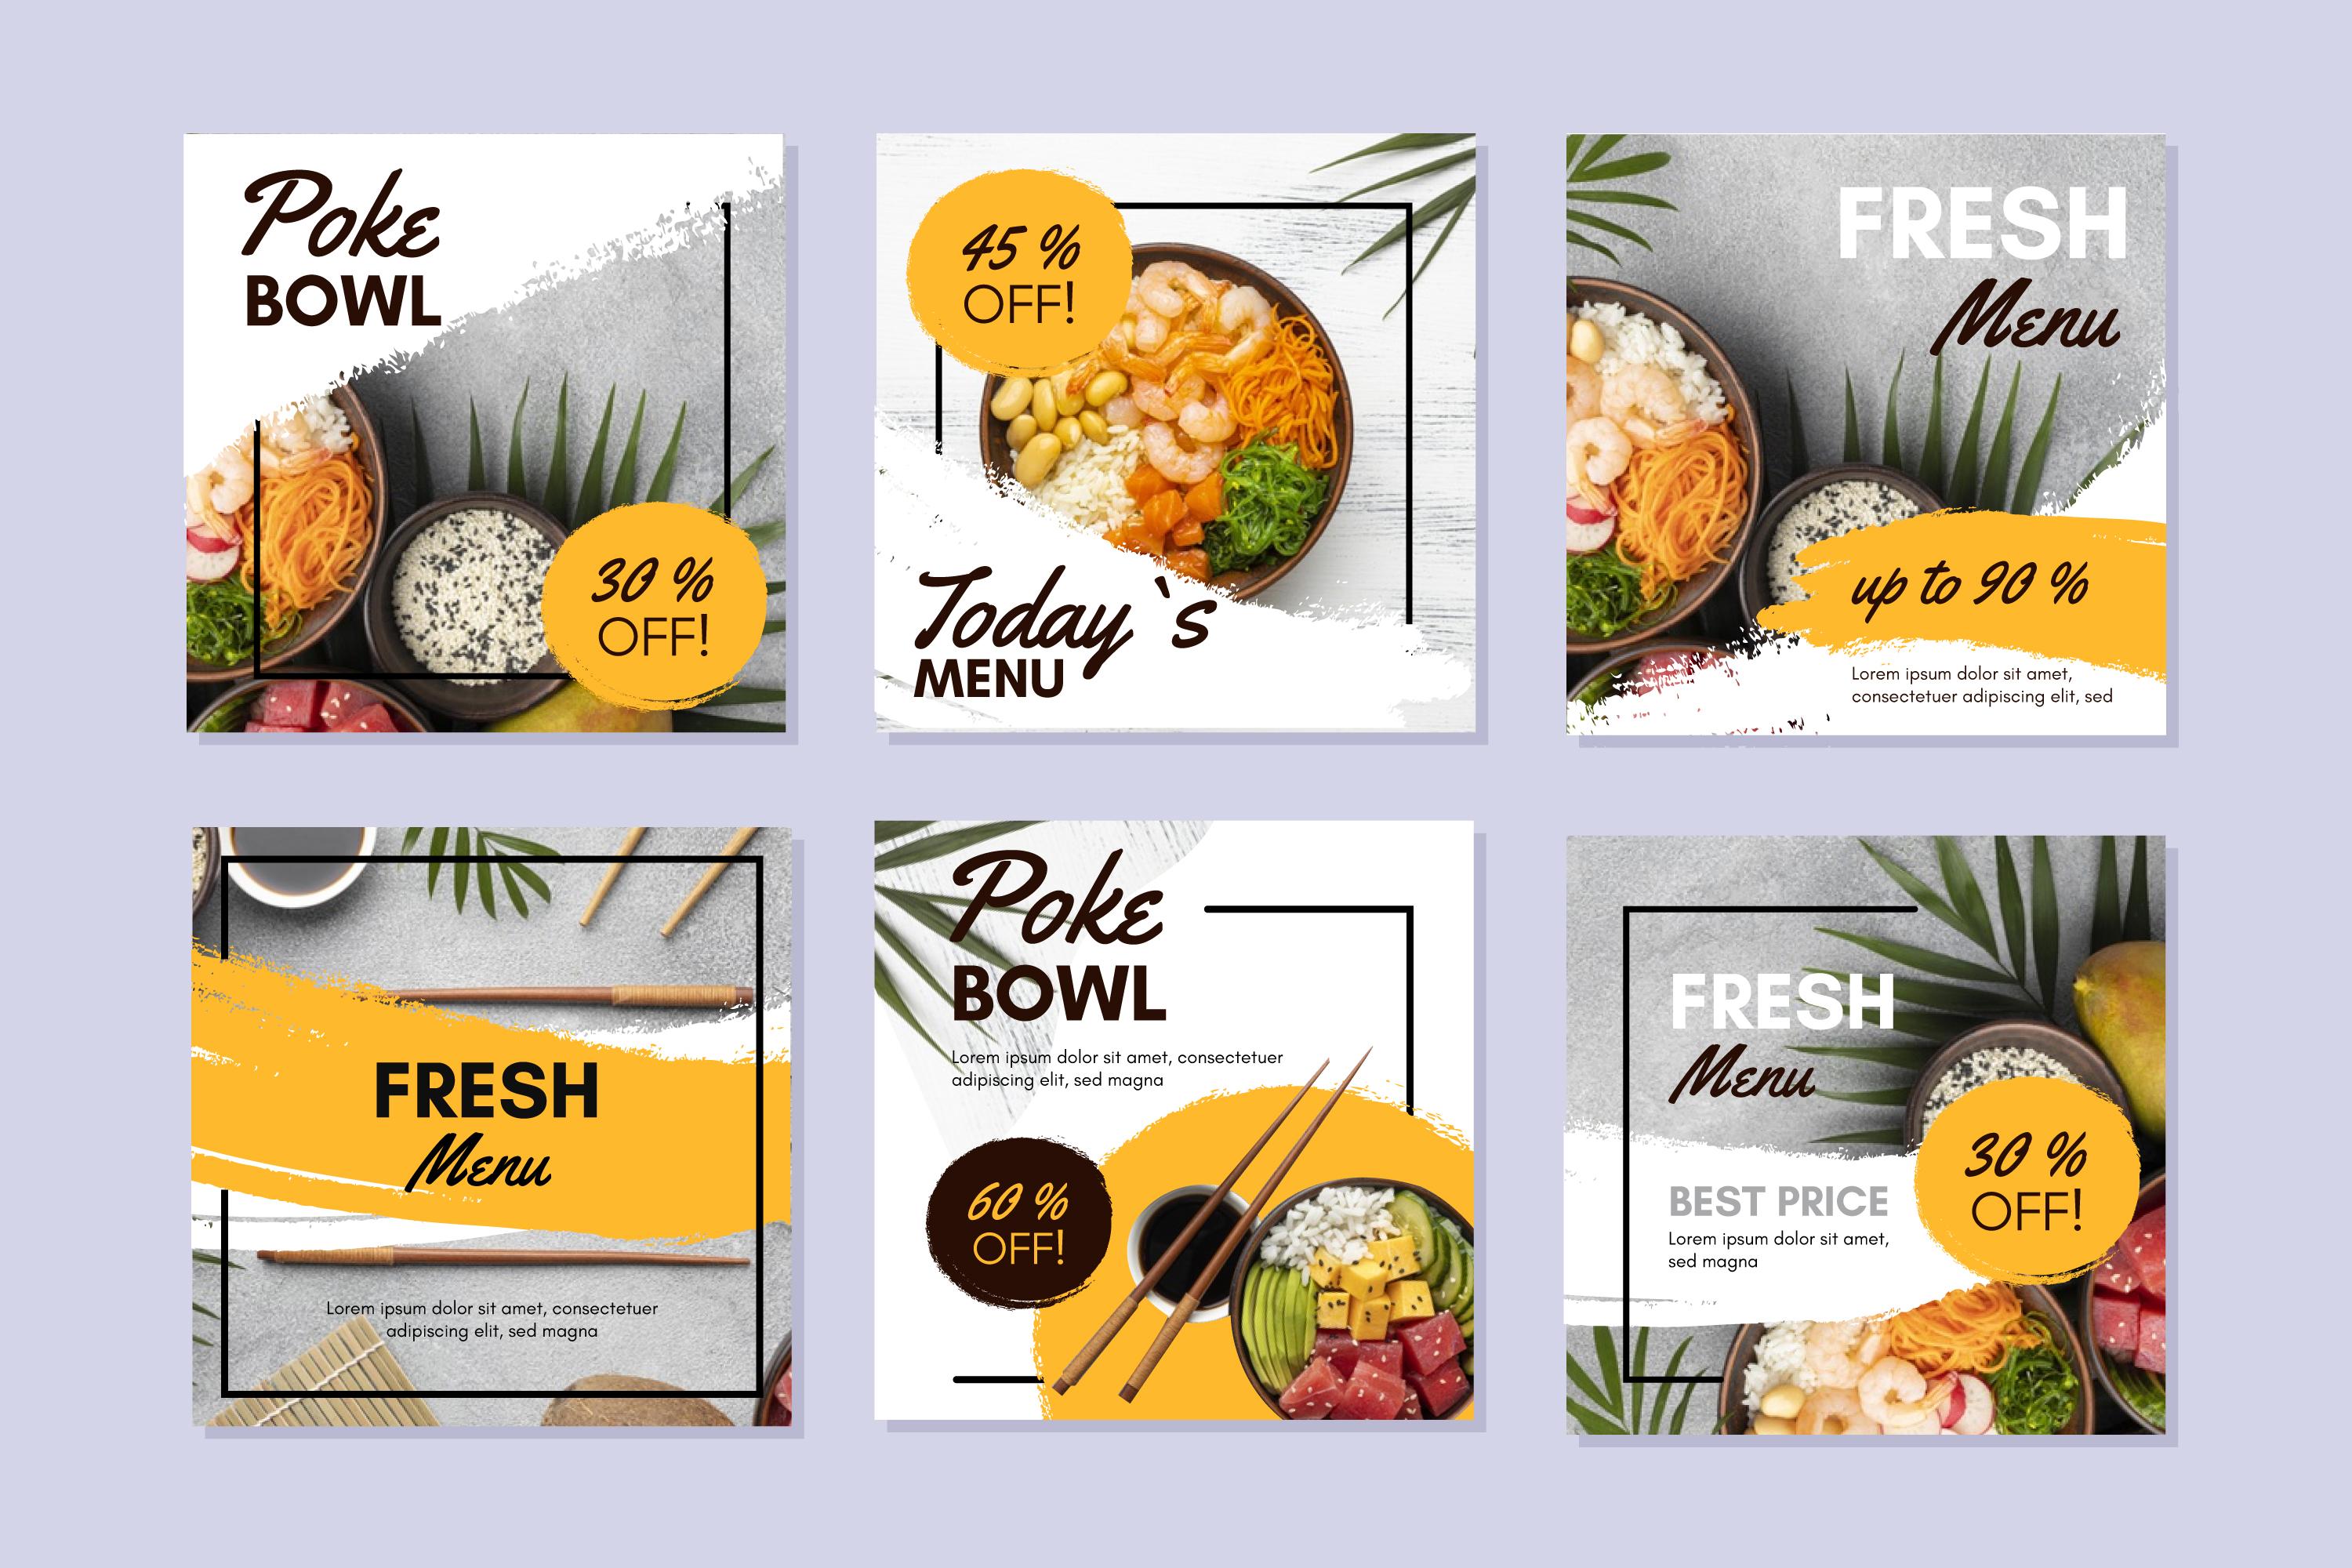 Poke
BOWL
30 %
OFF!
45 %
OFF!
Today`s
MENU
FRESH
Menu
up to 90 %
Lorem ipsum dolor sit amet,
consectetuer adipiscing elit, sed
FRESH
Menu
Lorem ipsum dolor sit amet, consectetuer
adipiscing elit, sed magna
Poke
BOWL
Lorem ipsum dolor sit amet, consectetuer
adipiscing elit, sed magna
60 %
OFF!
FRESH
Menu
BEST PRICE
Lorem ipsum dolor sit amet,
sed magna
30 %
OFF!